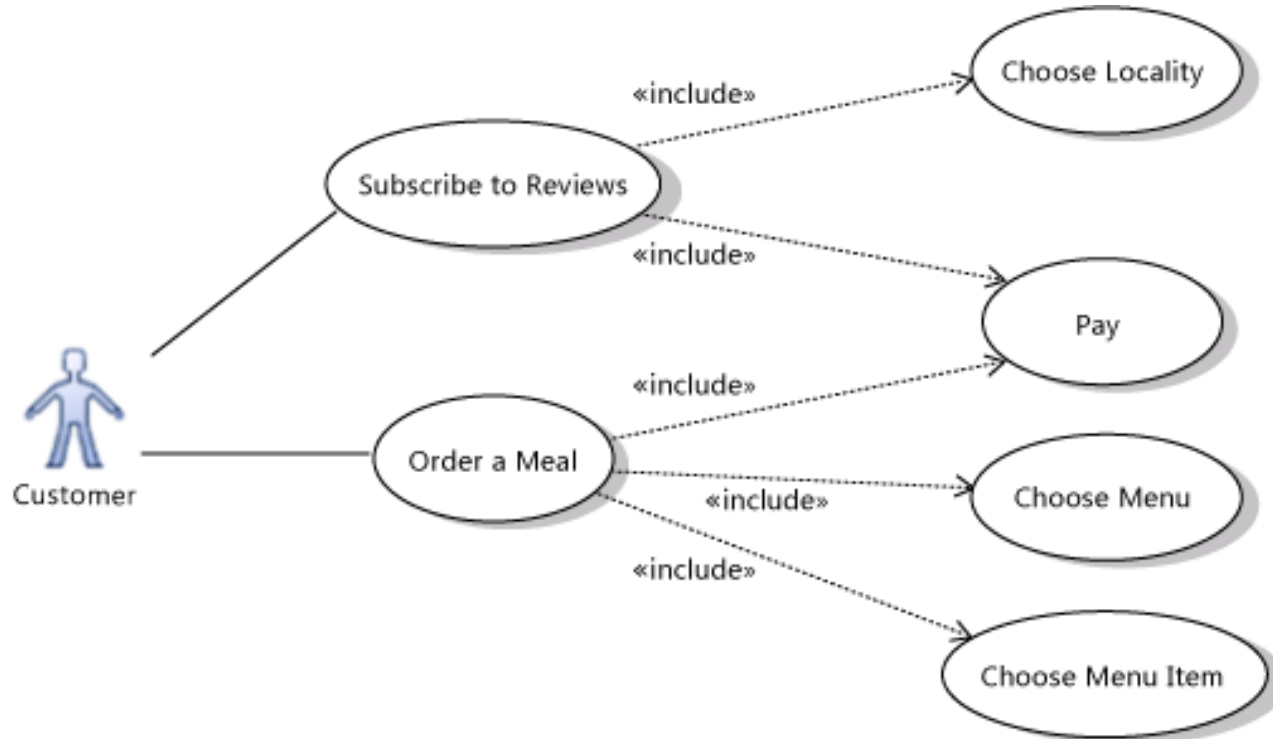 Choose Locality
«include»
Subscribe to Reviews
«include»
Pay
«include»
Order a Meal
Customer
Choose Menu
«include»
«include»
Choose Menu Item